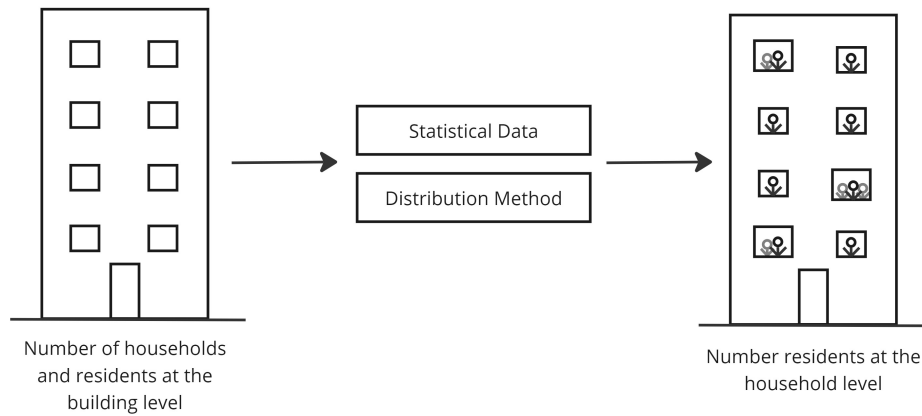 Statistical Data
Distribution Method
Number of households
and residents at the
building level
Number residents at the
household level